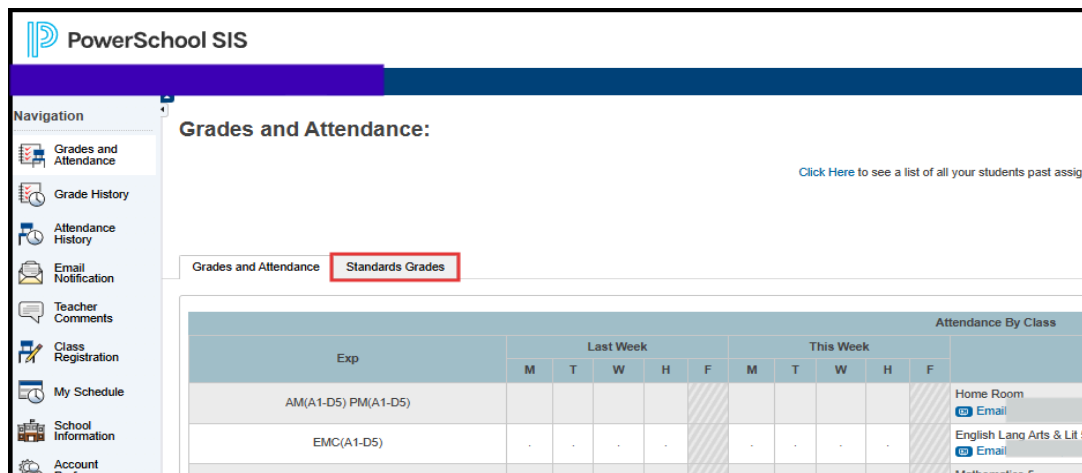 PowerSchool SIS
Navigation
Grades and
Attendance
Grade History
Attendance
History
Email
Notification
Teacher
Comments
Class
Registration
My Schedule
School
Information
Account
Grades and Attendance:
Click Here to see a list of all your students past assig
Grades and Attendance
Standards Grades
Attendance By Class
Exp
Last Week
This Week
M T W H F M T W H F
AM(A1-D5) PM(A1-D5)
Home Room
Email
EMC(A1-D5)
. . . . . . . .
English Lang Arts & Lit
Email